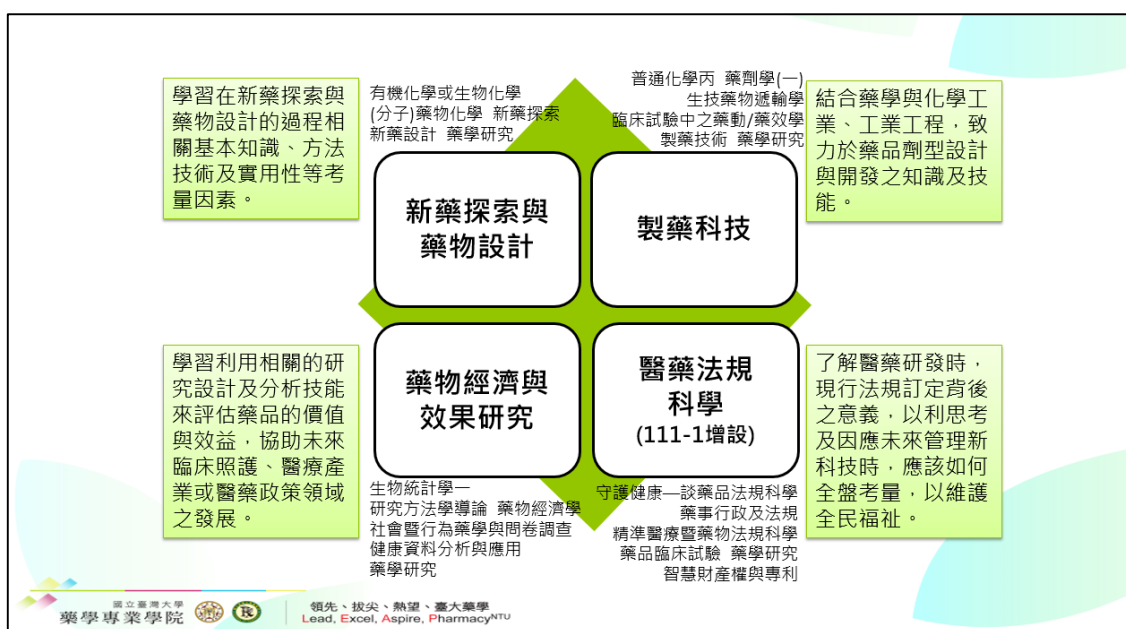 學習在新藥探索與
藥物設計的過程相
關基本知識、方法
技術及實用性等考
量因素。
有機化學或生物化學
(分子)藥物化學 新藥探索
新藥設計 藥學研究
普通化學丙 藥劑學(一)
生技藥物遞輸學
臨床試驗中之藥動/藥效學
製藥技術 藥學研究
結合藥學與化學工
業、工業工程，致
力於藥品劑型設計
與開發之知識及技
能。
新藥探索與
藥物設計
製藥科技
藥物經濟與
效果研究
醫藥法規
科學
(111-1增設)
學習利用相關的研
究設計及分析技能
來評估藥品的價值
與效益，協助未來
臨床照護、醫療產
業或醫藥政策領域
之發展。
生物統計學一
研究方法學導論 藥物經濟學
社會暨行為藥學與問卷調查
健康資料分析與應用
藥學研究
守護健康—談藥品法規科學
藥事行政及法規
精準醫療暨藥物法規科學
藥品臨床試驗 藥學研究
智慧財產權與專利
了解醫藥研發時，
現行法規訂定背後
之意義，以利思考
及因應未來管理新
科技時，應該如何
全盤考量，以維護
全民福祉。
國立臺灣大學
藥學專業學院
領先、拔尖、熱望、臺大藥學
Lead, Excel, Aspire, PharmacyNTU